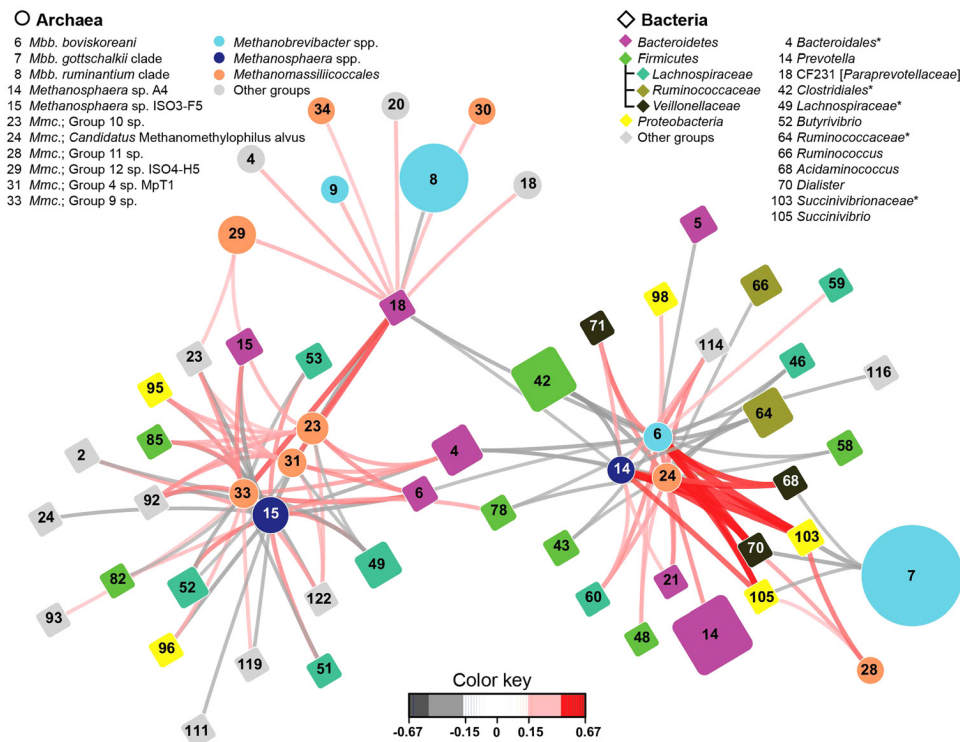 Archaea
6 Mbb. boviskoreani
7 Mbb. gottschalkii clade
8 Mbb. ruminantium clade
14 Methanosphaera sp. A4
15 Methanosphaera sp. ISO3-F5
23 Mmc.; Group 10 sp.
24 Mmc.; Candidatus Methanomethylophilus alvus
28 Mmc.; Group 11 sp.
29 Mmc.; Group 12 sp. ISO4-H5
31 Mmc.; Group 4 sp. MpT1
33 Mmc.; Group 9 sp.
Methanobrevibacter spp.
Methanosphaera spp.
Methanomassiliicoccales
Other groups
Bacteria
Bacteroidetes
Firmicutes
Lachnospiraceae
Ruminococcaceae
Veillonellaceae
Proteobacteria
Other groups
4 Bacteroidales*
14 Prevotella
18 CF231 [Paraprevotellaceae]
42 Clostridiales*
49 Lachnospiraceae*
52 Butyrivibrio
64 Ruminococcaceae*
66 Ruminococcus
68 Acidaminococcus
70 Dialister
103 Succinivibrionaceae*
105 Succinivibrio
34
20
30
4
9
8
18
29
18
23
15
53
95
85
23
2
31
4
92
33
15
6
78
24
82
52
49
93
122
96
119
51
111
5
98
66
59
71
114
46
116
42
64
6
58
14
24
68
43
103
70
7
60
21
105
48
14
28
Color key
-0.67 -0.15 0 0.15 0.67